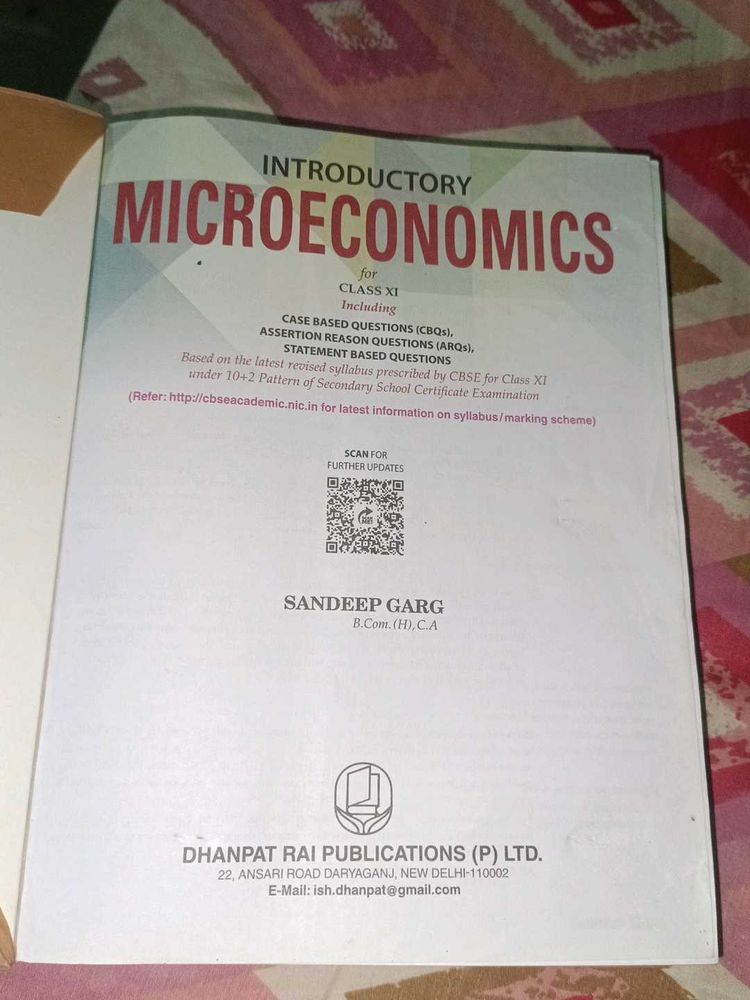 INTRODUCTORY
MICROECONOMICS
for
CLASS XI
Including
CASE BASED QUESTIONS (CBQs),
ASSERTION REASON QUESTIONS (ARQs),
STATEMENT BASED QUESTIONS
Based on the latest revised syllabus prescribed by CBSE for Class XI
under 10+2 Pattern of Secondary School Certificate Examination
(Refer: http://cbseacademic.nic.in for latest information on syllabus/marking scheme)
SCAN FOR
FURTHER UPDATES
SANDEEP GARG
B.Com. (H), C.A
DHANPAT RAI PUBLICATIONS (P) LTD.
22, ANSARI ROAD DARYAGANJ, NEW DELHI-110002
E-Mail: ish.dhanpat@gmail.com